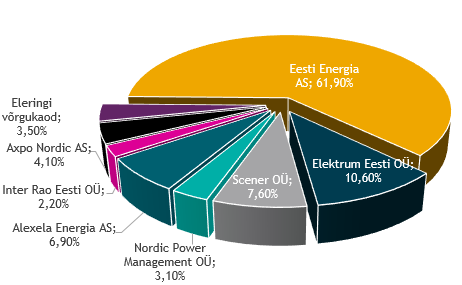 Eesti Energia
AS; 61,90%
Elektrum Eesti OÜ;
10,60%
Scener OÜ;
7,60%
Nordic Power
Management OÜ;
3,10%
Alexela Energia AS;
6,90%
Inter Rao Eesti OÜ;
2,20%
Axpo Nordic AS;
4,10%
Eleringi
võrgukaod;
3,50%